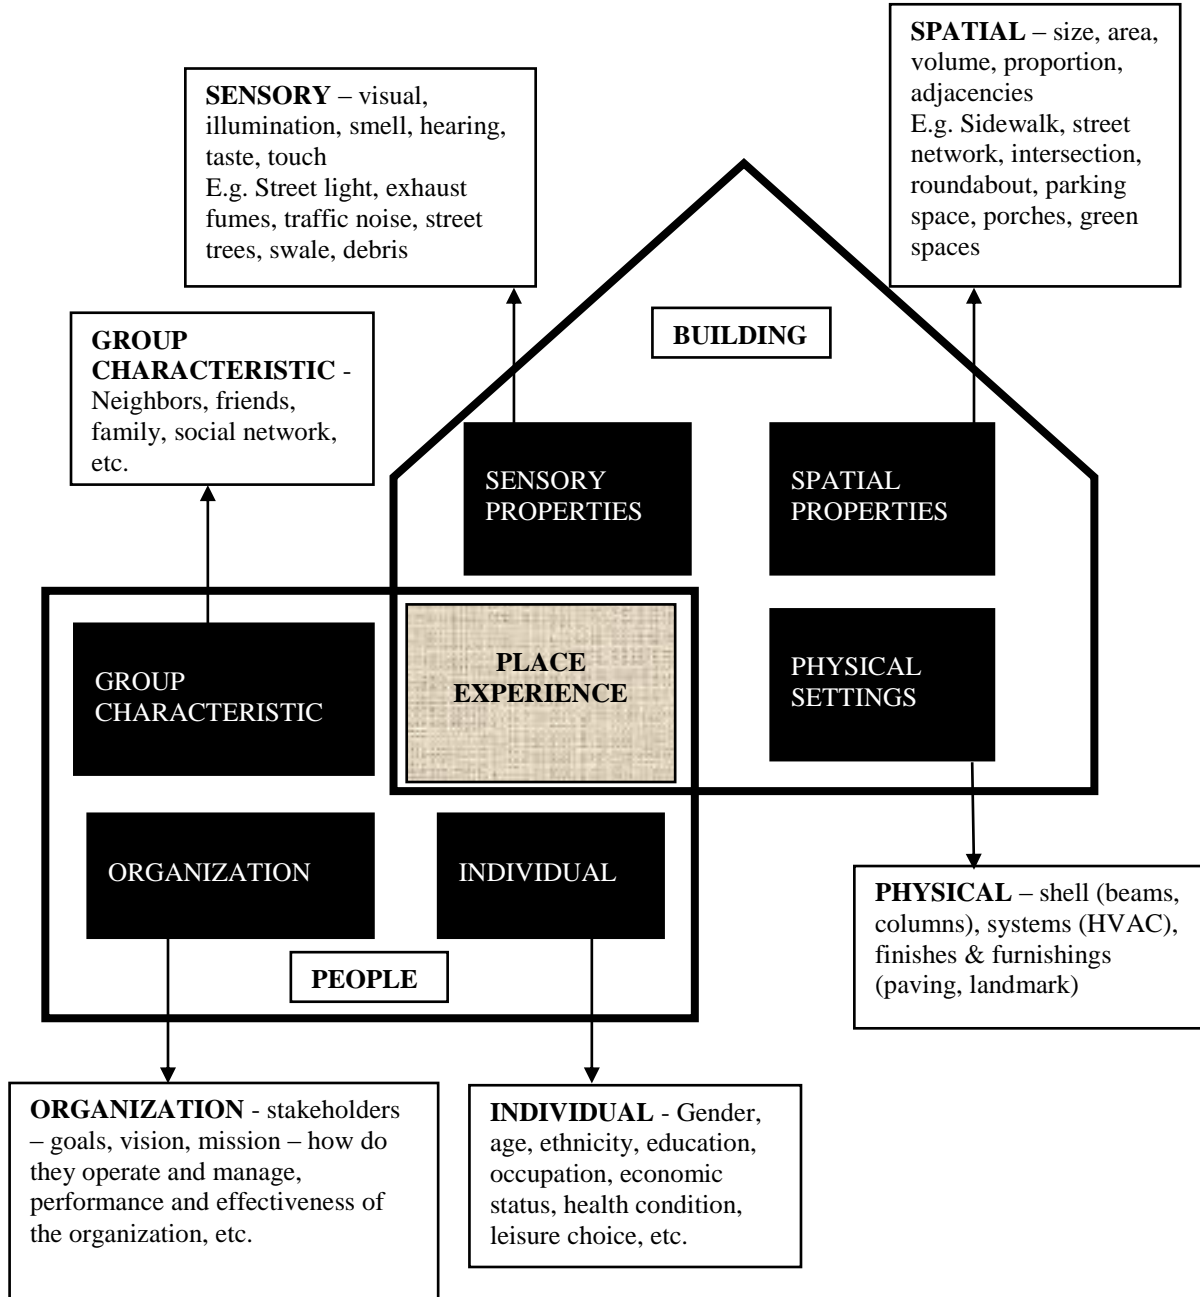 SPATIAL – size, area,
volume, proportion,
adjacencies
E.g. Sidewalk, street
network, intersection,
roundabout, parking
space, porches, green
spaces
SENSORY – visual,
illumination, smell, hearing,
taste, touch
E.g. Street light, exhaust
fumes, traffic noise, street
trees, swale, debris
BUILDING
GROUP
CHARACTERISTIC -
Neighbors, friends,
family, social network,
etc.
SENSORY
PROPERTIES
SPATIAL
PROPERTIES
GROUP
CHARACTERISTIC
PLACE
EXPERIENCE
PHYSICAL
SETTINGS
ORGANIZATION
INDIVIDUAL
PEOPLE
PHYSICAL – shell (beams,
columns), systems (HVAC),
finishes & furnishings
(paving, landmark)
ORGANIZATION - stakeholders
– goals, vision, mission – how do
they operate and manage,
performance and effectiveness of
the organization, etc.
INDIVIDUAL - Gender,
age, ethnicity, education,
occupation, economic
status, health condition,
leisure choice, etc.